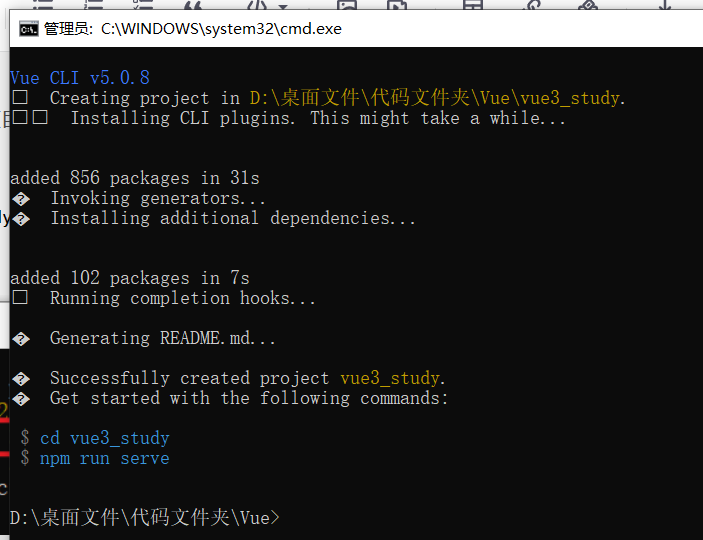 管理员: C:\WINDOWS\system32\cmd.exe
Vue CLI v5.0.8
Creating project in D:\桌面文件\代码文件夹\Vue\vue3_study.
Installing CLI plugins. This might take a while...
added 856 packages in 31s
Invoking generators...
Installing additional dependencies...
added 102 packages in 7s
Running completion hooks...
Generating README.md...
Successfully created project vue3_study.
Get started with the following commands:
$ cd vue3_study
$ npm run serve
D:\桌面文件\代码文件夹\Vue>